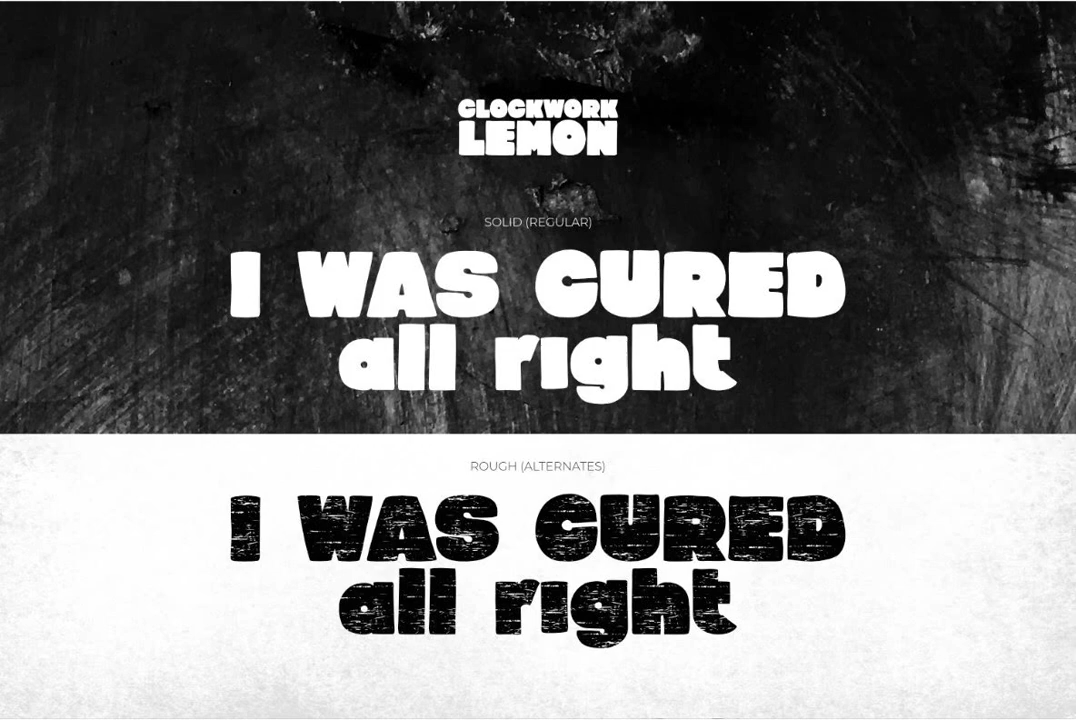 CLOCKWORK
LEMON
SOLID (REGULAR)
I WAS CURED
all right
ROUGH (ALTERNATES)
I WAS CURED
all right